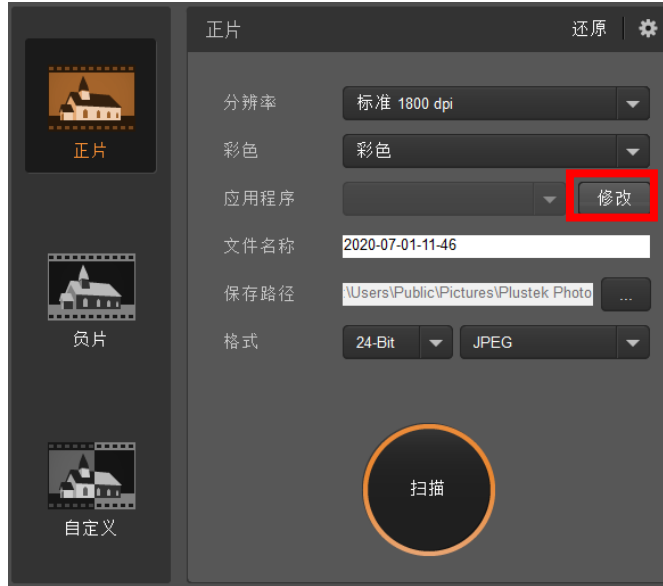 正片
负片
自定义
正片 还原
分辨率 标准 1800 dpi
彩色 彩色
应用程序 修改
文件名称 2020-07-01-11-46
保存路径 :\Users\Public\Pictures\Plustek Photo ...
格式 24-Bit JPEG
扫描